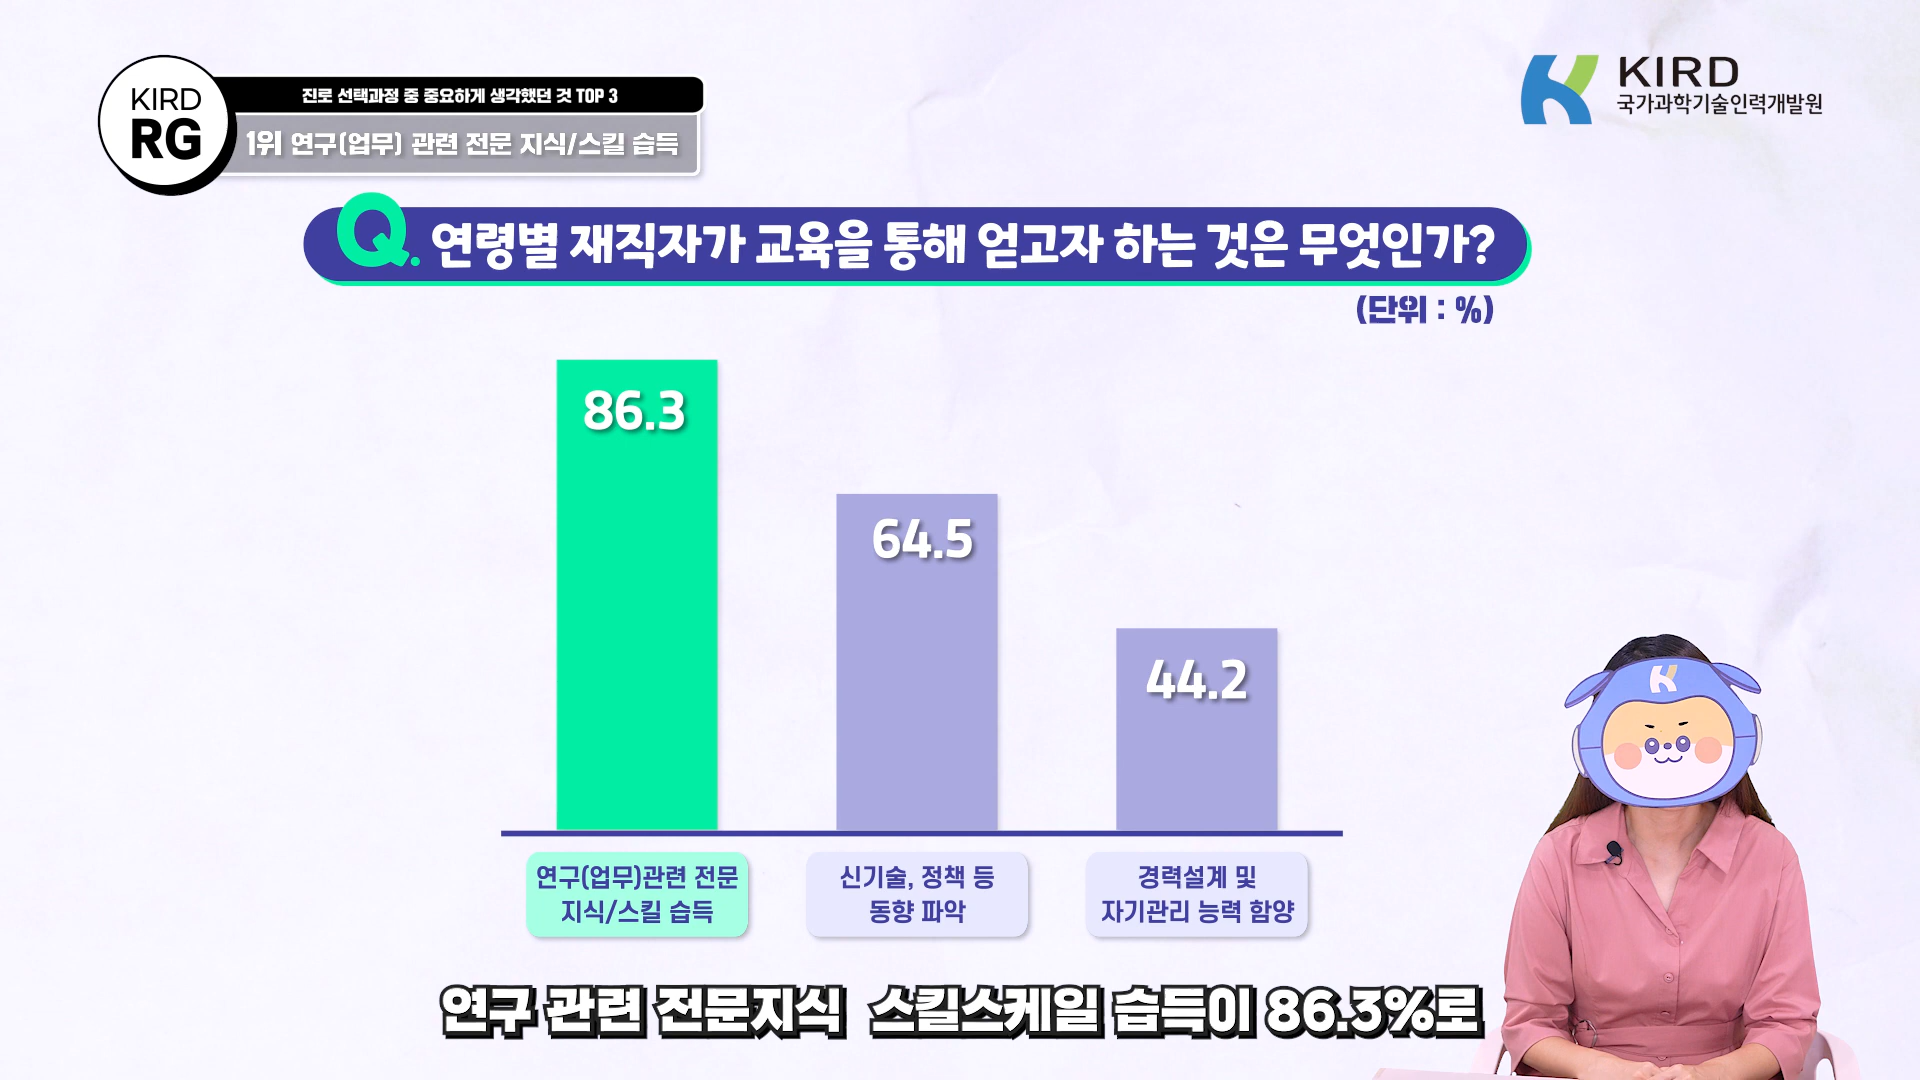 KIRD
RG
진로 선택과정 중 중요하게 생각했던 것 TOP 3
1위 연구(업무) 관련 전문 지식/스킬 습득
KIRD
국가과학기술인력개발원
Q. 연령별 재직자가 교육을 통해 얻고자 하는 것은 무엇인가?
(단위 : %)
86.3
64.5
44.2
연구(업무)관련 전문
지식/스킬 습득
신기술, 정책 등
동향 파악
경력설계 및
자기관리 능력 함양
연구 관련 전문지식 스킬스케일 습득이 86.3%로